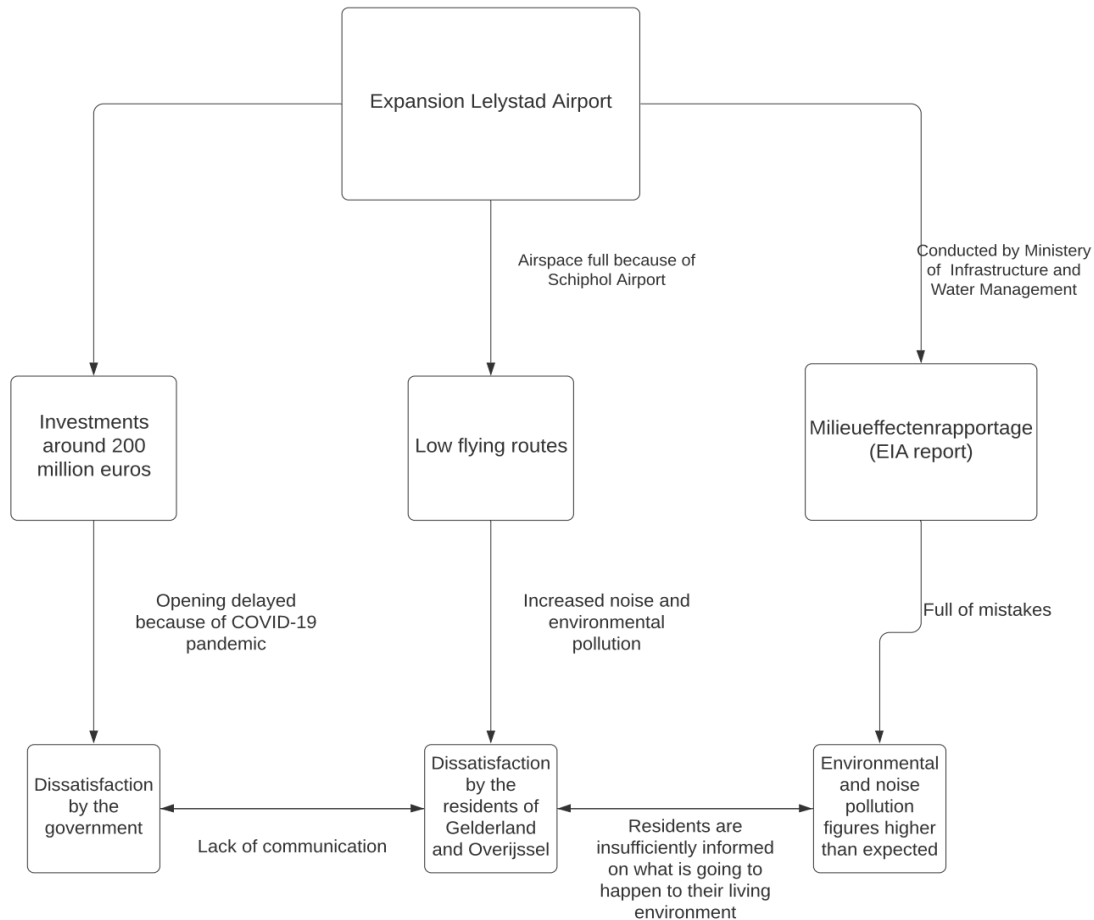 Expansion Lelystad Airport
Airspace full because of
Schiphol Airport
Conducted by Ministery
of Infrastructure and
Water Management
Investments
around 200
million euros
Low flying routes
Milieueffectenrapportage
(EIA report)
Opening delayed
because of COVID-19
pandemic
Increased noise and
environmental
pollution
Full of mistakes
Dissatisfaction
by the
government
Lack of communication
Dissatisfaction
by the
residents of
Gelderland
and Overijssel
Residents are
insufficiently informed
on what is going to
happen to their living
environment
Environmental
and noise
pollution
figures higher
than expected